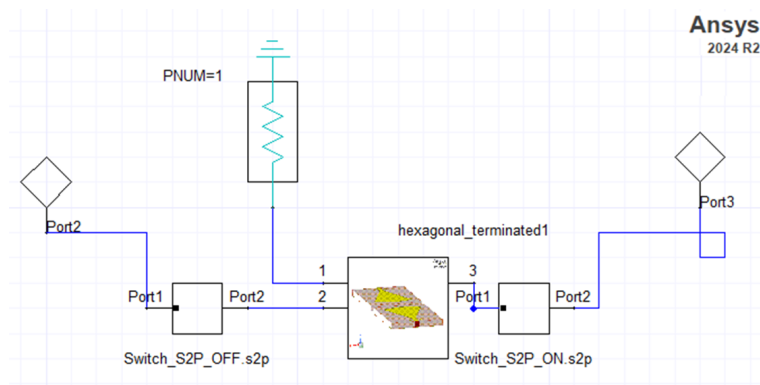 Ansys
2024 R2
PNUM=1
Port2
Port3
hexagonal_terminated1
1
3
Port1
Port2
2
Port1
Port2
Switch_S2P_OFF.s2p
Switch_S2P_ON.s2p